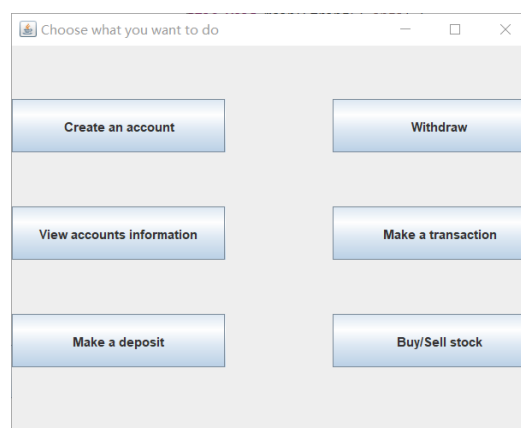 Choose what you want to do
Create an account
Withdraw
View accounts information
Make a transaction
Make a deposit
Buy/Sell stock